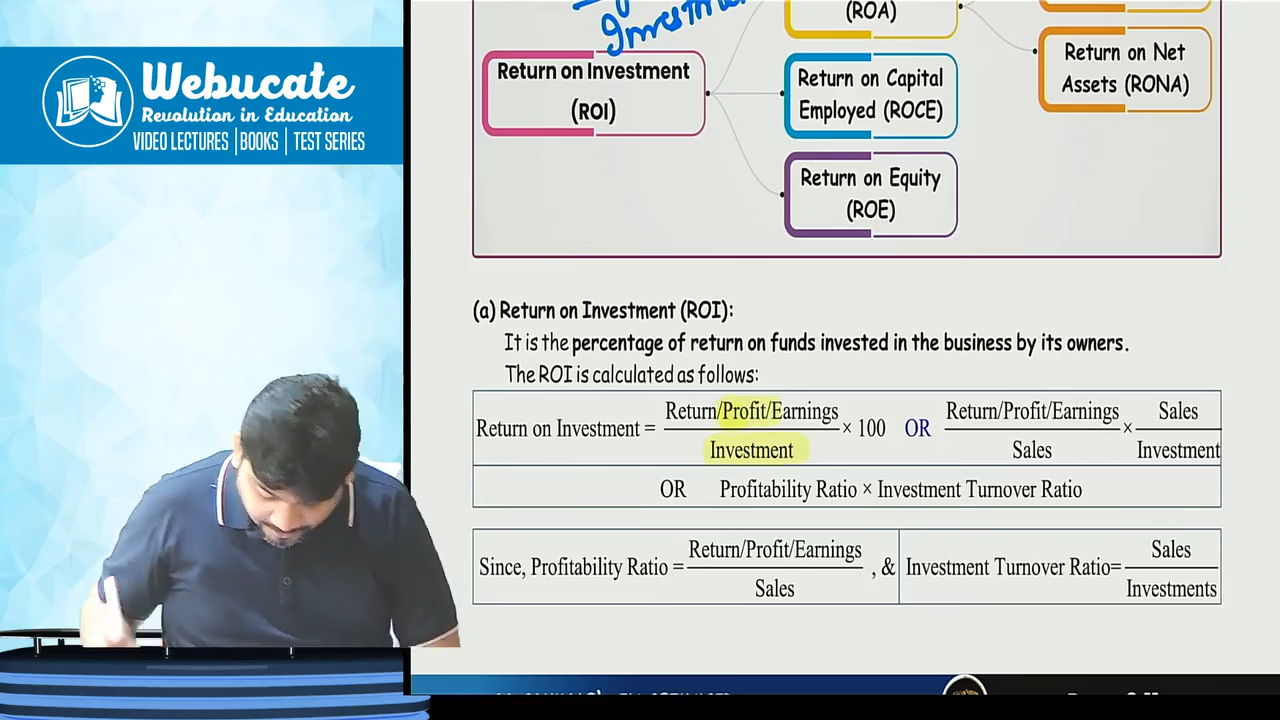 Webucate
Revolution in Education
VIDEO LECTURES | BOOKS | TEST SERIES
Investme
(ROA)
Return on Investment
(ROI)
Return on Capital
Employed (ROCE)
Return on Equity
(ROE)
Return on Net
Assets (RONA)
(a) Return on Investment (ROI):
It is the percentage of return on funds invested in the business by its owners.
The ROI is calculated as follows:
Return on Investment = Return/Profit/Earnings / Investment × 100 OR Return/Profit/Earnings / Sales × Sales / Investment
OR Profitability Ratio × Investment Turnover Ratio
Since, Profitability Ratio = Return/Profit/Earnings / Sales , & Investment Turnover Ratio= Sales / Investments